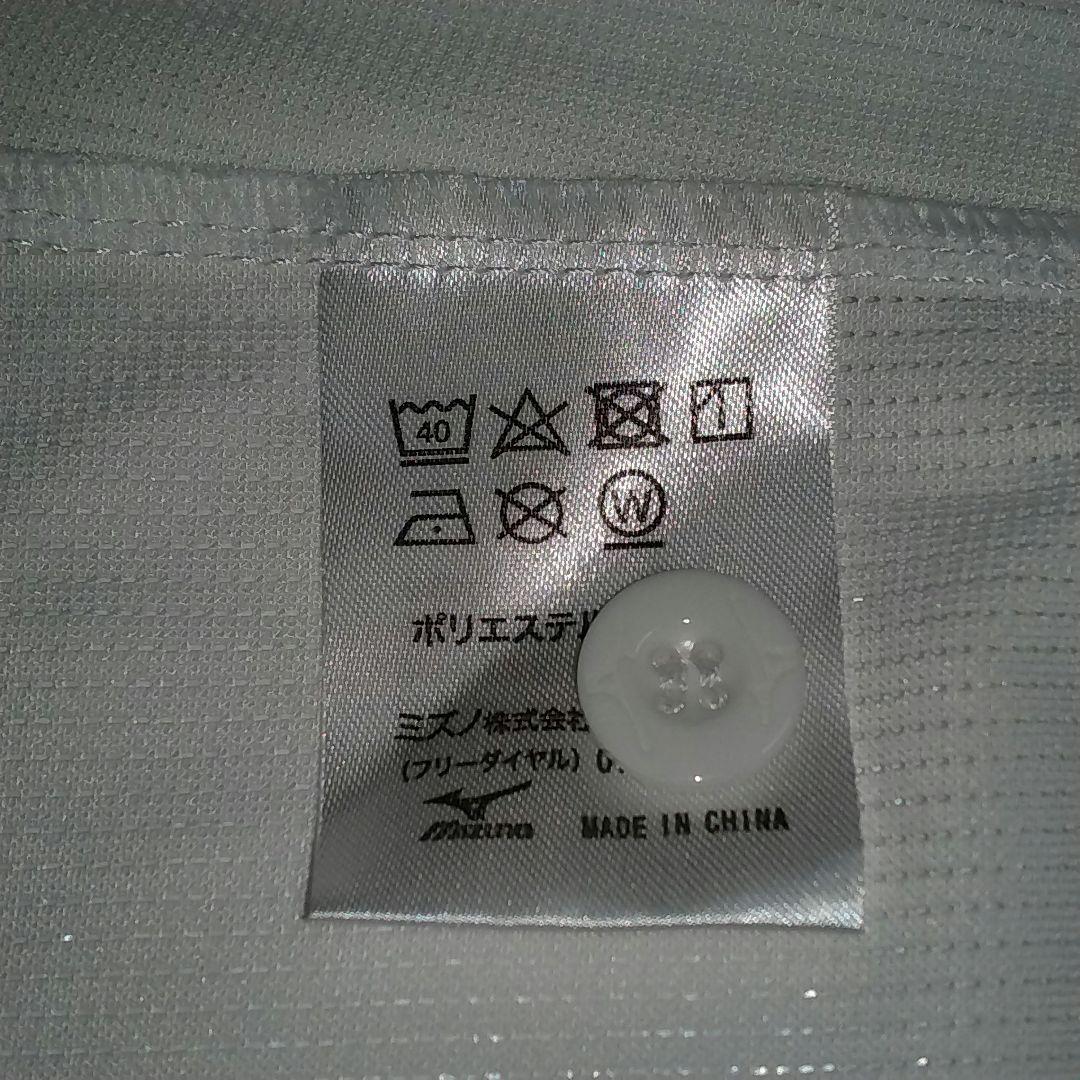 40
W
ポリエステル
ミズノ株式会社
(フリーダイヤル) 0
Mizuno MADE IN CHINA